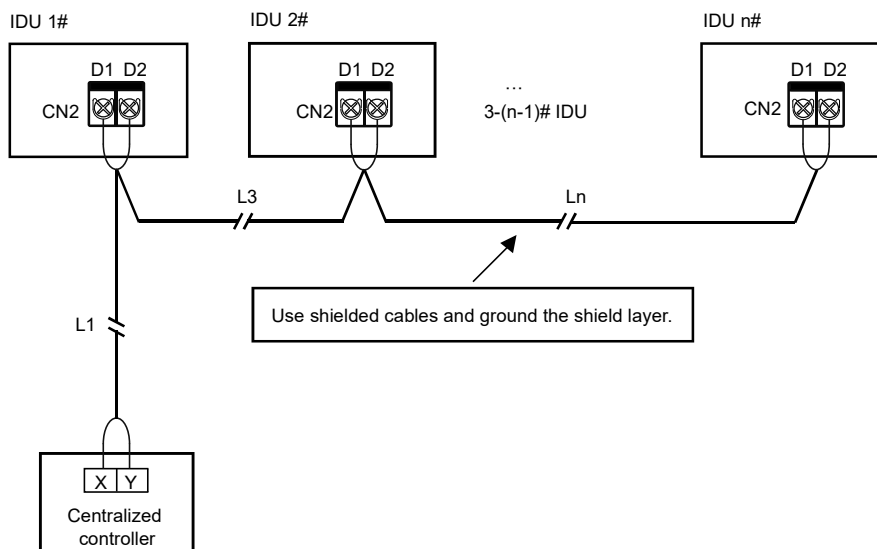 IDU 1#
IDU 2#
IDU n#
D1 D2
D1 D2
D1 D2
CN2
CN2
CN2
...
3-(n-1)# IDU
L3
Ln
Use shielded cables and ground the shield layer.
L1
X Y
Centralized
controller